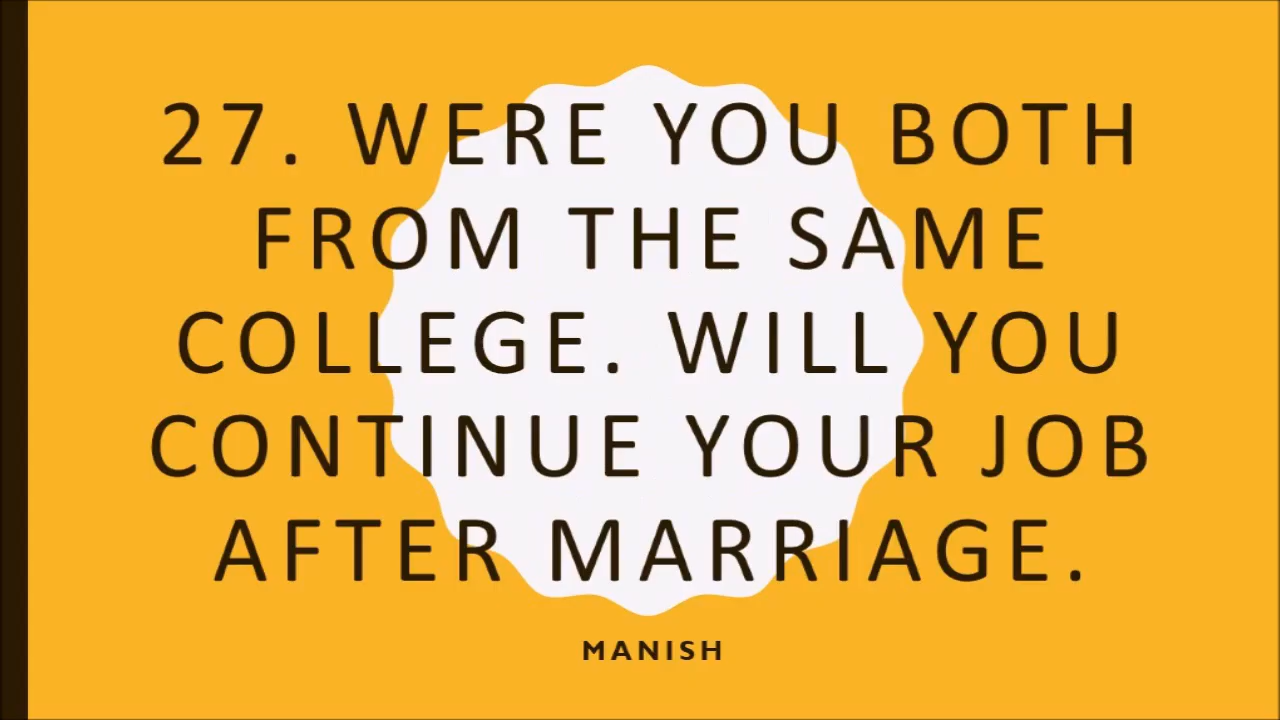 27. WERE YOU BOTH
FROM THE SAME
COLLEGE. WILL YOU
CONTINUE YOUR JOB
AFTER MARRIAGE.
MANISH